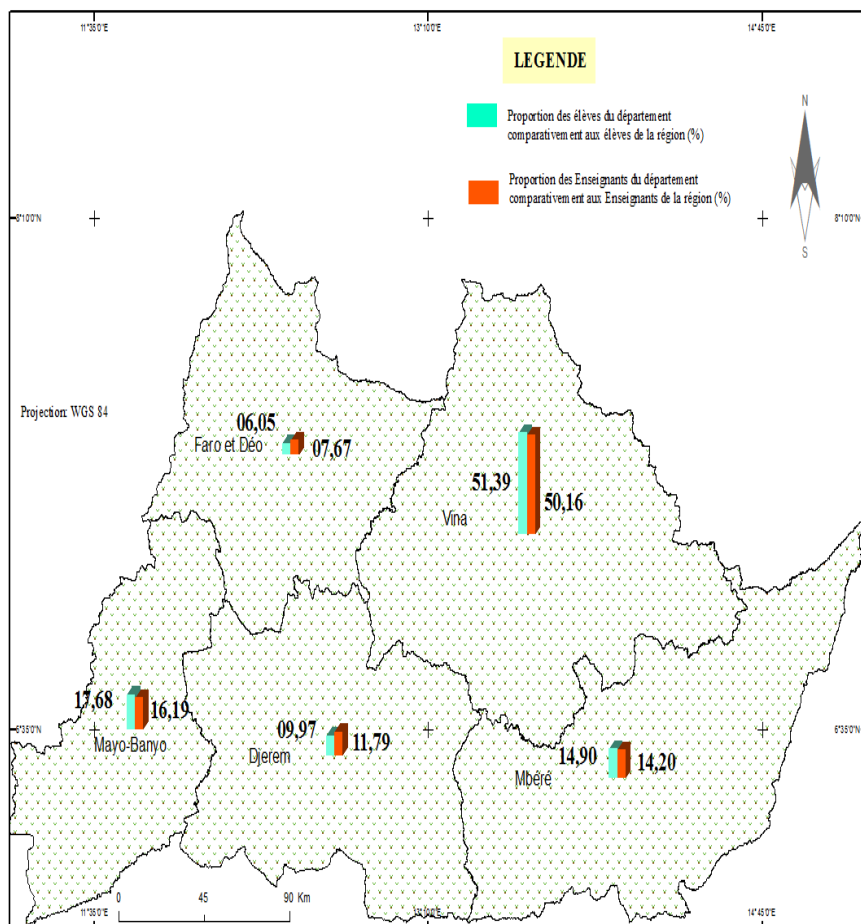 11°35'0"E
13°10'0"E
14°45'0"E
LEGENDE
Proportion des élèves du département
comparativement aux élèves de la région (%)
Proportion des Enseignants du département
comparativement aux Enseignants de la région (%)
N
S
8°10'0"N
8°10'0"N
Projection: WGS 84
06,05
07,67
Faro et Déo
51,39
50,16
Vina
17,68
16,19
Mayo-Banyo
6°35'0"N
6°35'0"N
09,97
11,79
Djerem
14,90
14,20
Mbéré
0
45
90 Km
11°35'0"E
13°10'0"E
14°45'0"E